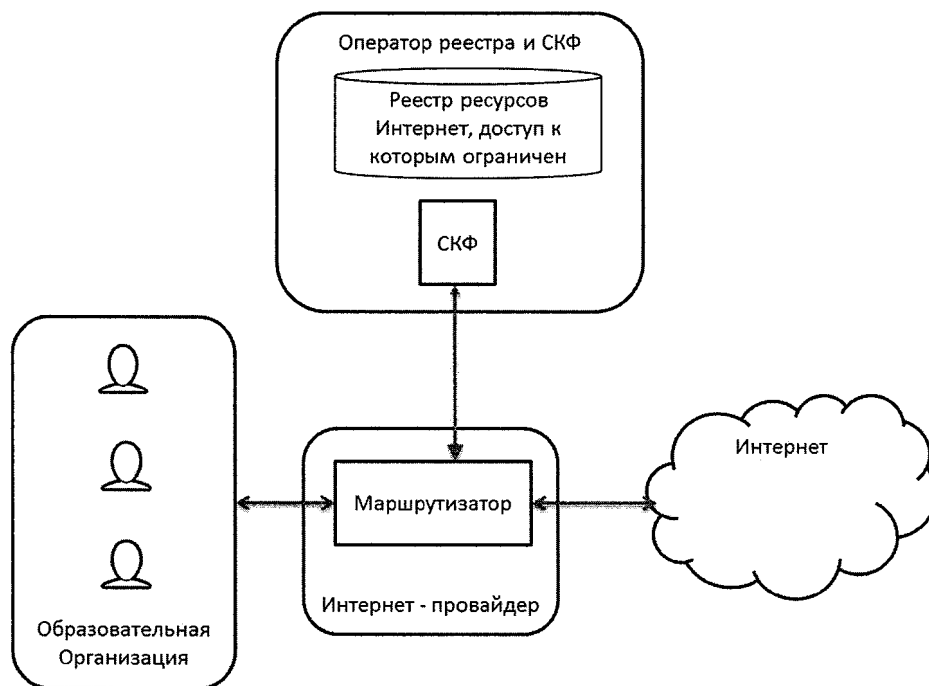 Оператор реестра и СКФ
Реестр ресурсов
Интернет, доступ к
которым ограничен
СКФ
Интернет
Маршрутизатор
Интернет - провайдер
Образовательная
Организация